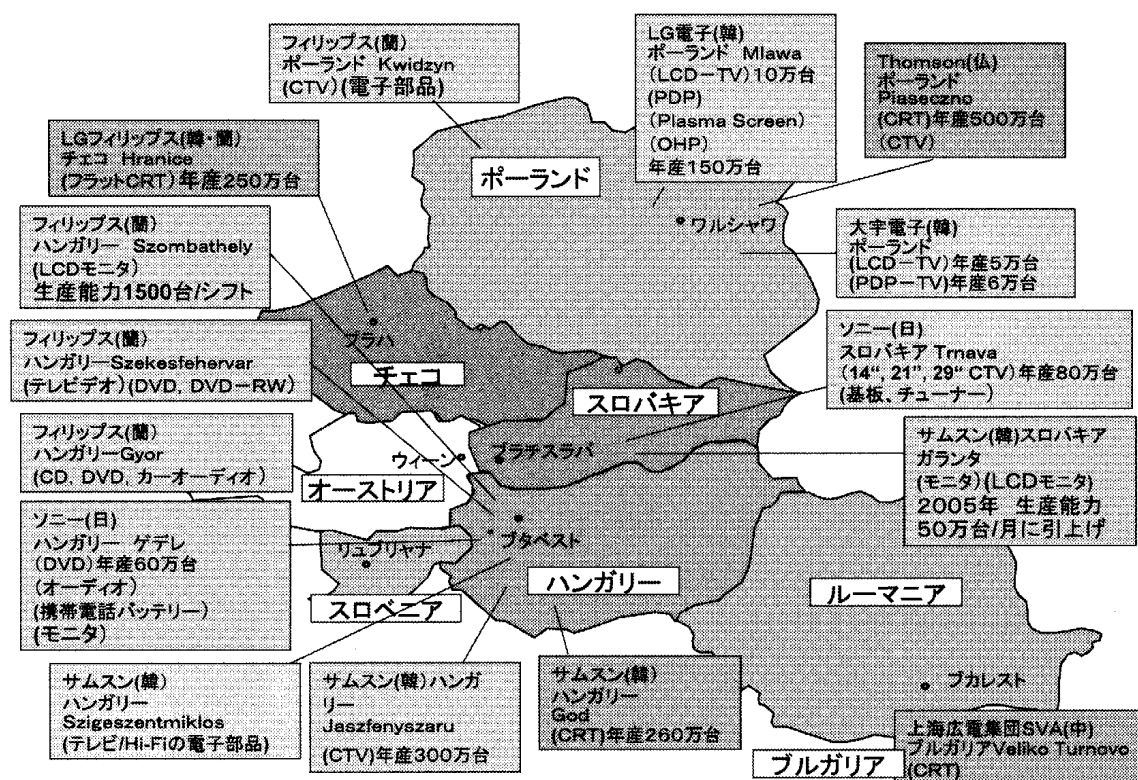 フィリップス(蘭)
ポーランド Kwidzyn
(CTV)(電子部品)
LG電子(韓)
ポーランド Mlawa
(LCD－TV)10万台
(PDP)
(Plasma Screen)
(OHP)
年産150万台
Thomson(仏)
ポーランド
Piaseczno
(CRT)年産500万台
(CTV)
LGフィリップス(韓・蘭)
チェコ Hranice
(フラットCRT)年産250万台
ポーランド
ワルシャワ
大宇電子(韓)
ポーランド
(LCD－TV)年産5万台
(PDP－TV)年産6万台
フィリップス(蘭)
ハンガリー Szombathely
(LCDモニタ)
生産能力1500台/シフト
プラハ
チェコ
フィリップス(蘭)
ハンガリーSzekesfehervar
(テレビデオ)(DVD, DVD－RW)
ソニー(日)
スロバキア Trnava
(14“, 21”, 29“ CTV)年産80万台
(基板、チューナー)
スロバキア
ブラチスラバ
フィリップス(蘭)
ハンガリーGyor
(CD, DVD, カーオーディオ)
ウィーン
オーストリア
サムスン(韓)スロバキア
ガランタ
(モニタ)(LCDモニタ)
2005年 生産能力
50万台/月に引上げ
ソニー(日)
ハンガリー ゲデレ
(DVD)年産60万台
(オーディオ)
(携帯電話バッテリー)
(モニタ)
リュブリャナ
スロベニア
ブタペスト
ハンガリー
ルーマニア
ブカレスト
サムスン(韓)
ハンガリー
Szigeszentmiklos
(テレビ/Hi-Fiの電子部品)
サムスン(韓)ハンガ
リー
Jaszfenyszaru
(CTV)年産300万台
サムスン(韓)
ハンガリー
God
(CRT)年産260万台
ブルガリア
上海広電集団SVA(中)
ブルガリアVeliko Turnovo
(CRT)